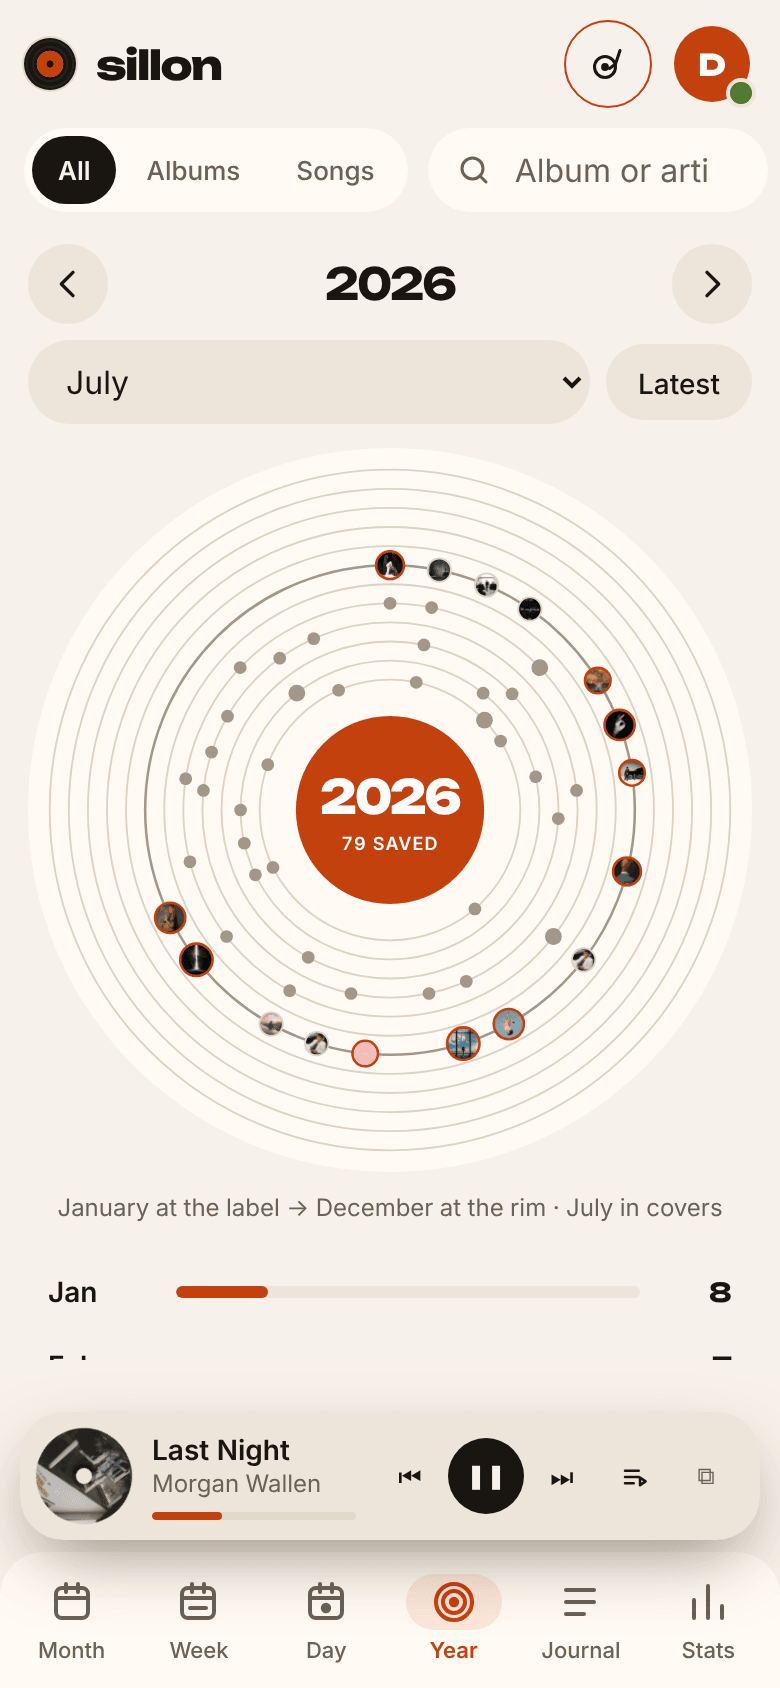 sillon
D
All
Albums
Songs
Album or arti
2026
July
Latest
2026
79 SAVED
January at the label → December at the rim · July in covers
Jan
8
Last Night
Morgan Wallen
Month
Week
Day
Year
Journal
Stats